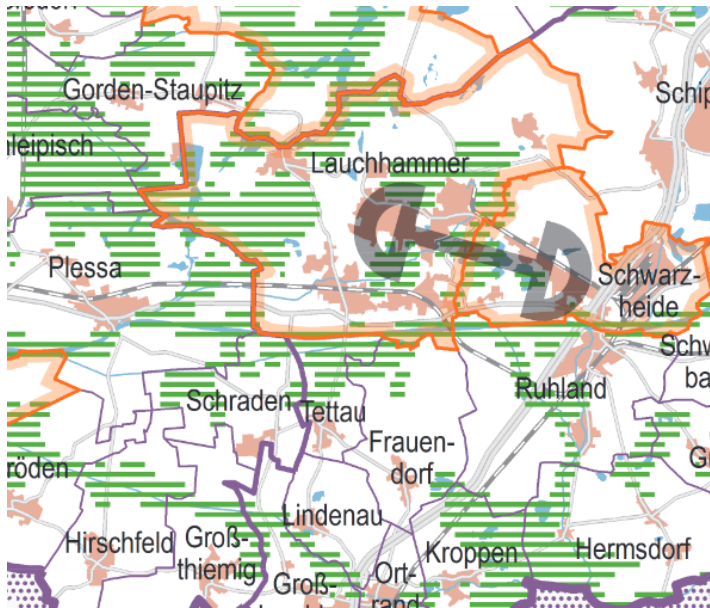 Gorden-Staupitz
Schip
Lauchhammer
leipisch
Plessa
Schwarz-
heide
Schw
ba
Ruhland
Schraden
Tettau
Frauen-
dorf
röden
Lindenau
Hirschfeld
Groß-
thiemig
Kroppen
Hermsdorf
Groß-
Ort-
rand